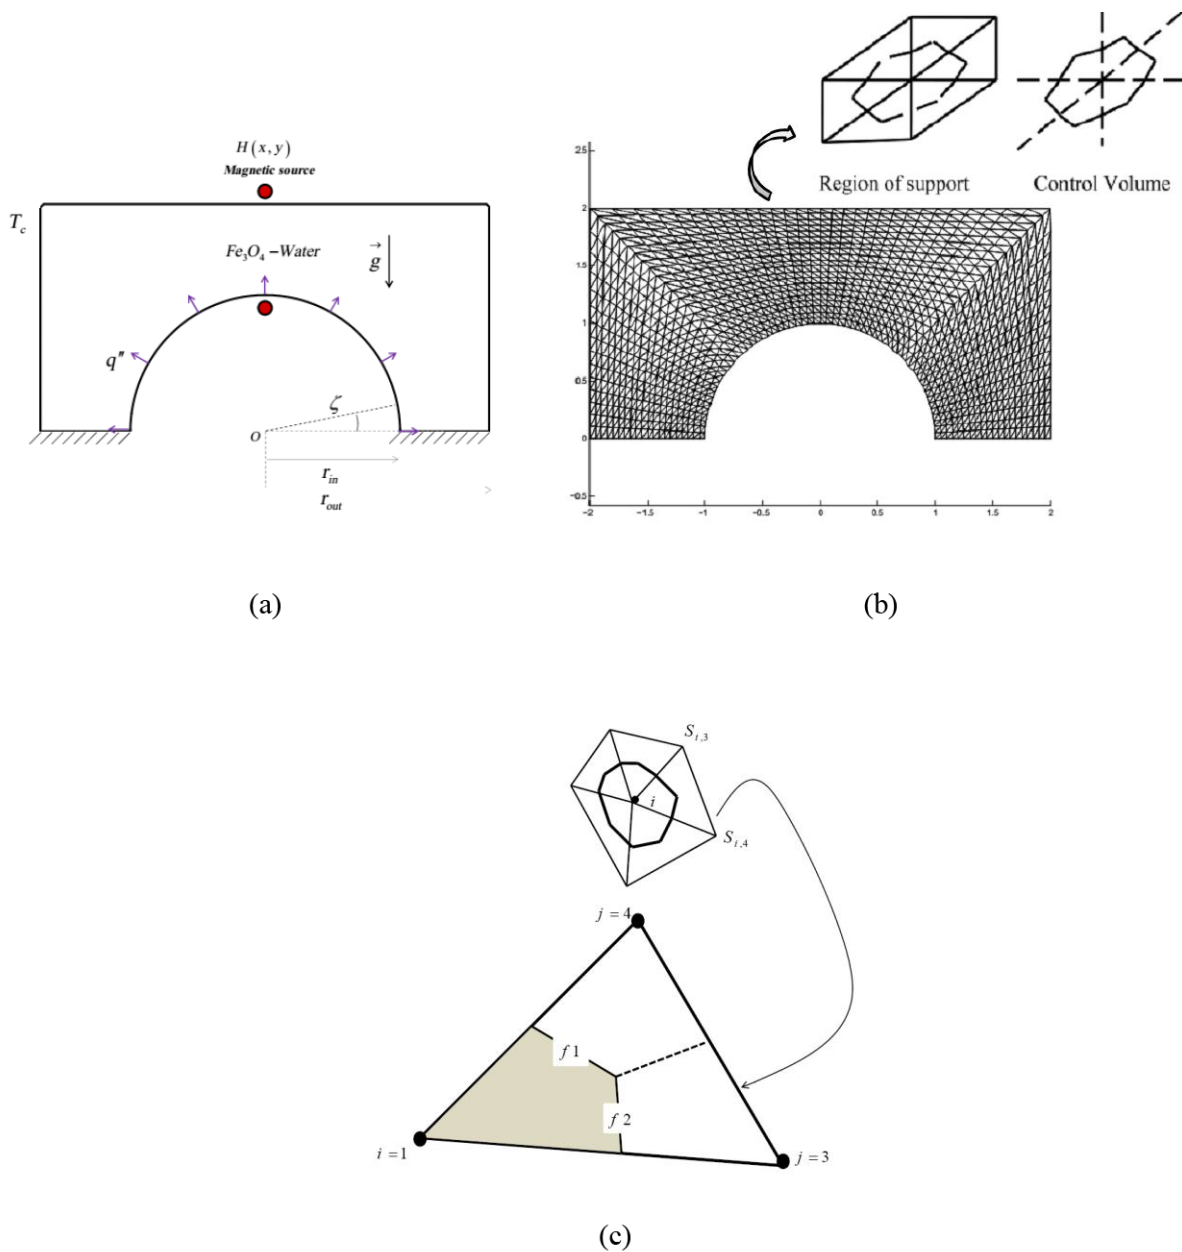 H(x, y)
Magnetic source
T_c
Fe_3O_4 –Water
g
q″
ζ
O
r_in
r_out
(a)
Region of support
Control Volume
2.5
2
1.5
1
0.5
0
-0.5
-2 -1.5 -1 -0.5 0 0.5 1 1.5 2
(b)
S_i,3
i
S_i,4
j = 4
f 1
f 2
i = 1
j = 3
(c)